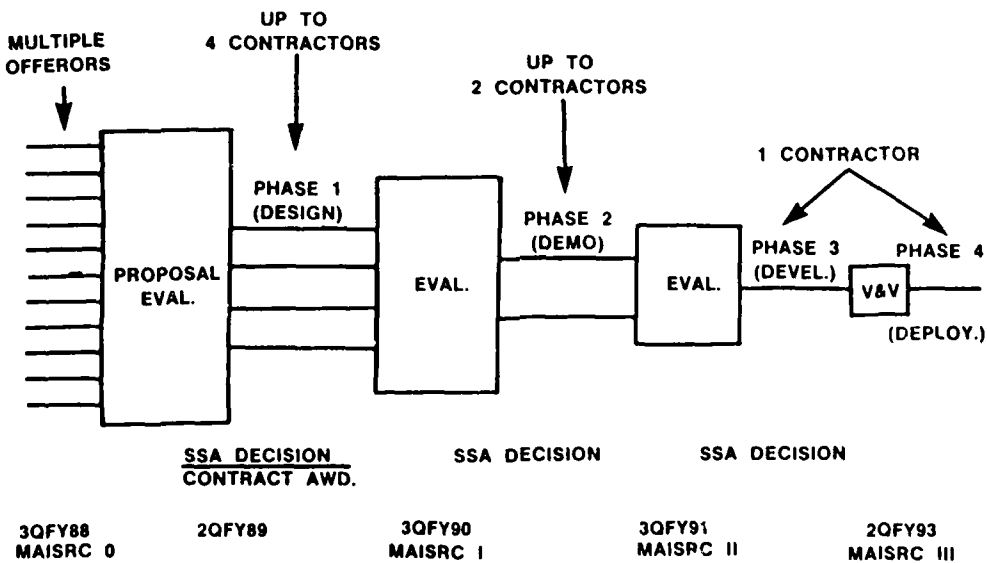 MULTIPLE
OFFERORS
UP TO
4 CONTRACTORS
UP TO
2 CONTRACTORS
1 CONTRACTOR
PROPOSAL
EVAL.
PHASE 1
(DESIGN)
EVAL.
PHASE 2
(DEMO)
EVAL.
PHASE 3
(DEVEL.)
V&V
PHASE 4
(DEPLOY.)
SSA DECISION
CONTRACT AWD.
SSA DECISION
SSA DECISION
3QFY88
MAISRC 0
2QFY89
3QFY90
MAISRC I
3QFY91
MAISRC II
2QFY93
MAISRC III